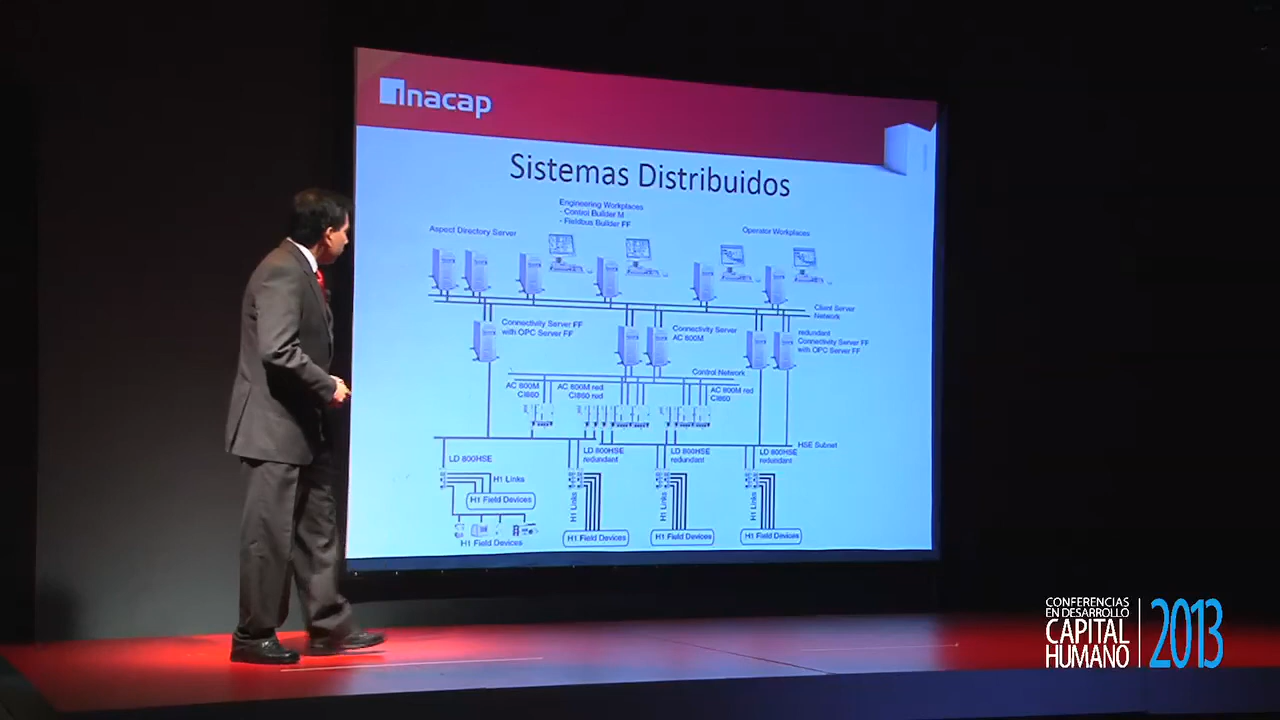 Inacap
Sistemas Distribuidos
Engineering Workplaces
- Control Builder M
- Fieldbus Builder FF
Aspect Directory Server
Operator Workplaces
Client Server
Network
Connectivity Server FF
with OPC Server FF
Connectivity Server
AC 800M
redundant
Connectivity Server FF
with OPC Server FF
Control Network
AC 800M
CI860
AC 800M red
CI860 red
AC 800M red
CI860
HSE Subnet
LD 800HSE
LD 800HSE
redundant
LD 800HSE
redundant
LD 800HSE
redundant
H1 Links
H1 Field Devices
H1 Links
H1 Links
H1 Links
H1 Field Devices
H1 Field Devices
H1 Field Devices
H1 Field Devices
CONFERENCIAS
EN DESARROLLO
CAPITAL
HUMANO
2013